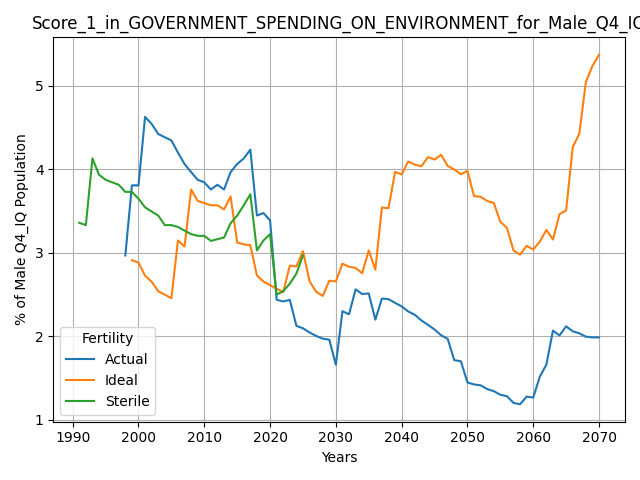 Score_1_in_GOVERNMENT_SPENDING_ON_ENVIRONMENT_for_Male_Q4_IQ
% of Male Q4_IQ Population
5
4
3
2
1
Fertility
Actual
Ideal
Sterile
1990 2000 2010 2020 2030 2040 2050 2060 2070
Years